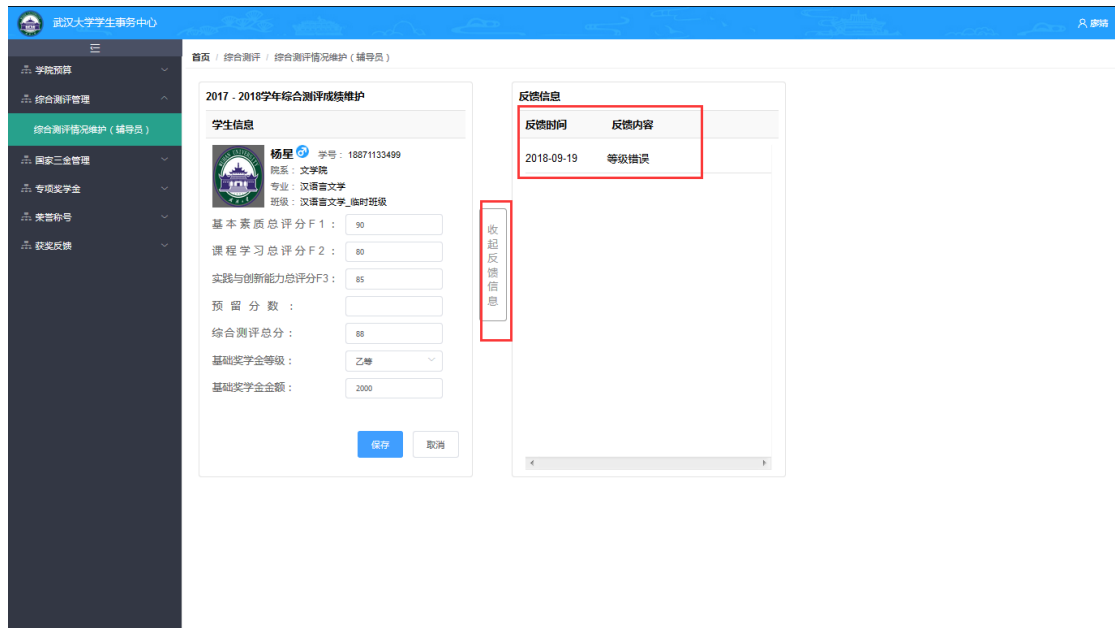 武汉大学学生事务中心
廖皓
首页 / 综合测评 / 综合测评情况维护（辅导员）
学院预算
综合测评管理
综合测评情况维护（辅导员）
国家三金管理
专项奖学金
荣誉称号
获奖反馈
2017 - 2018学年综合测评成绩维护
学生信息
杨星 学号：18871133499
院系：文学院
专业：汉语言文学
班级：汉语言文学_临时班级
基本素质总评分F1： 90
课程学习总评分F2： 80
实践与创新能力总评分F3： 85
预留分数：
综合测评总分： 88
基础奖学金等级： 乙等
基础奖学金金额： 2000
保存 取消
收起反馈信息
反馈信息
反馈时间 反馈内容
2018-09-19 等级错误